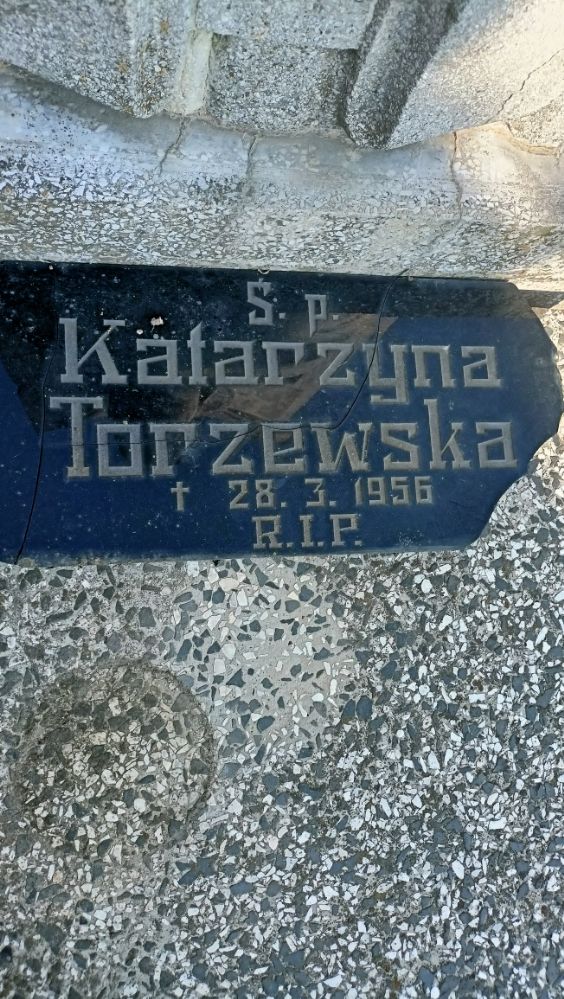 Ś. p.
Katarzyna
Torzewska
† 28. 3. 1956
R.I.P.